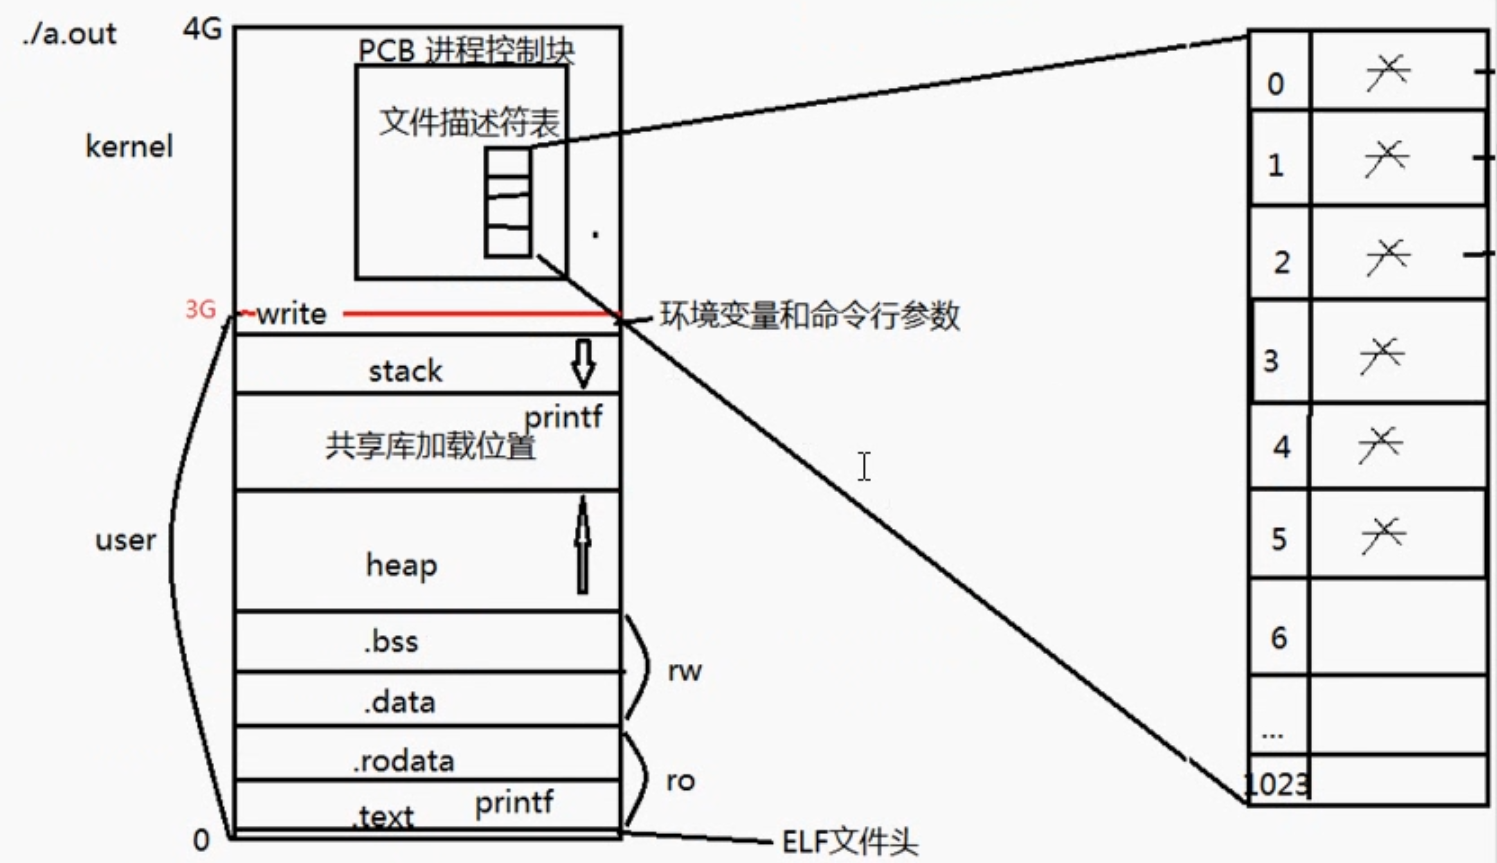 ./a.out
4G
PCB 进程控制块
文件描述符表
kernel
3G
~write
环境变量和命令行参数
stack
printf
共享库加载位置
user
heap
.bss
rw
.data
.rodata
ro
printf
.text
0
ELF文件头
0
1
2
3
4
5
6
...
1023